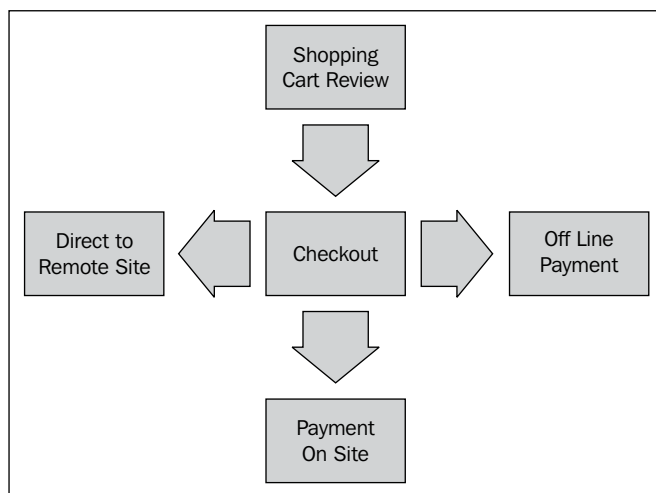 Shopping
Cart Review
Direct to
Remote Site
Checkout
Off Line
Payment
Payment
On Site